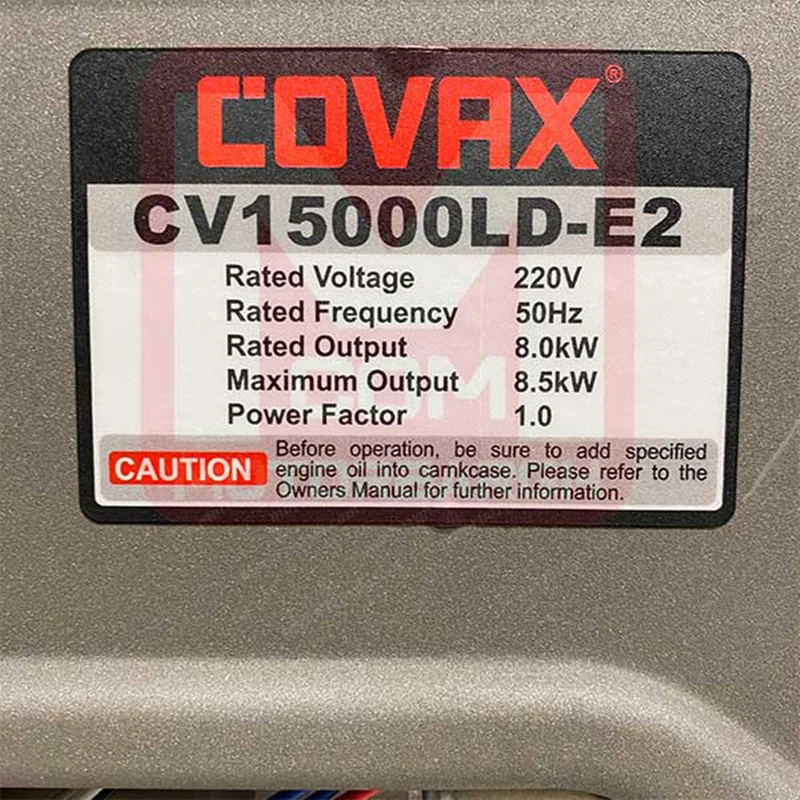 COVAX®
CV15000LD-E2
Rated Voltage 220V
Rated Frequency 50Hz
Rated Output 8.0kW
Maximum Output 8.5kW
Power Factor 1.0
CAUTION
Before operation, be sure to add specified
engine oil into camkcase. Please refer to the
Owners Manual for further information.
.COM